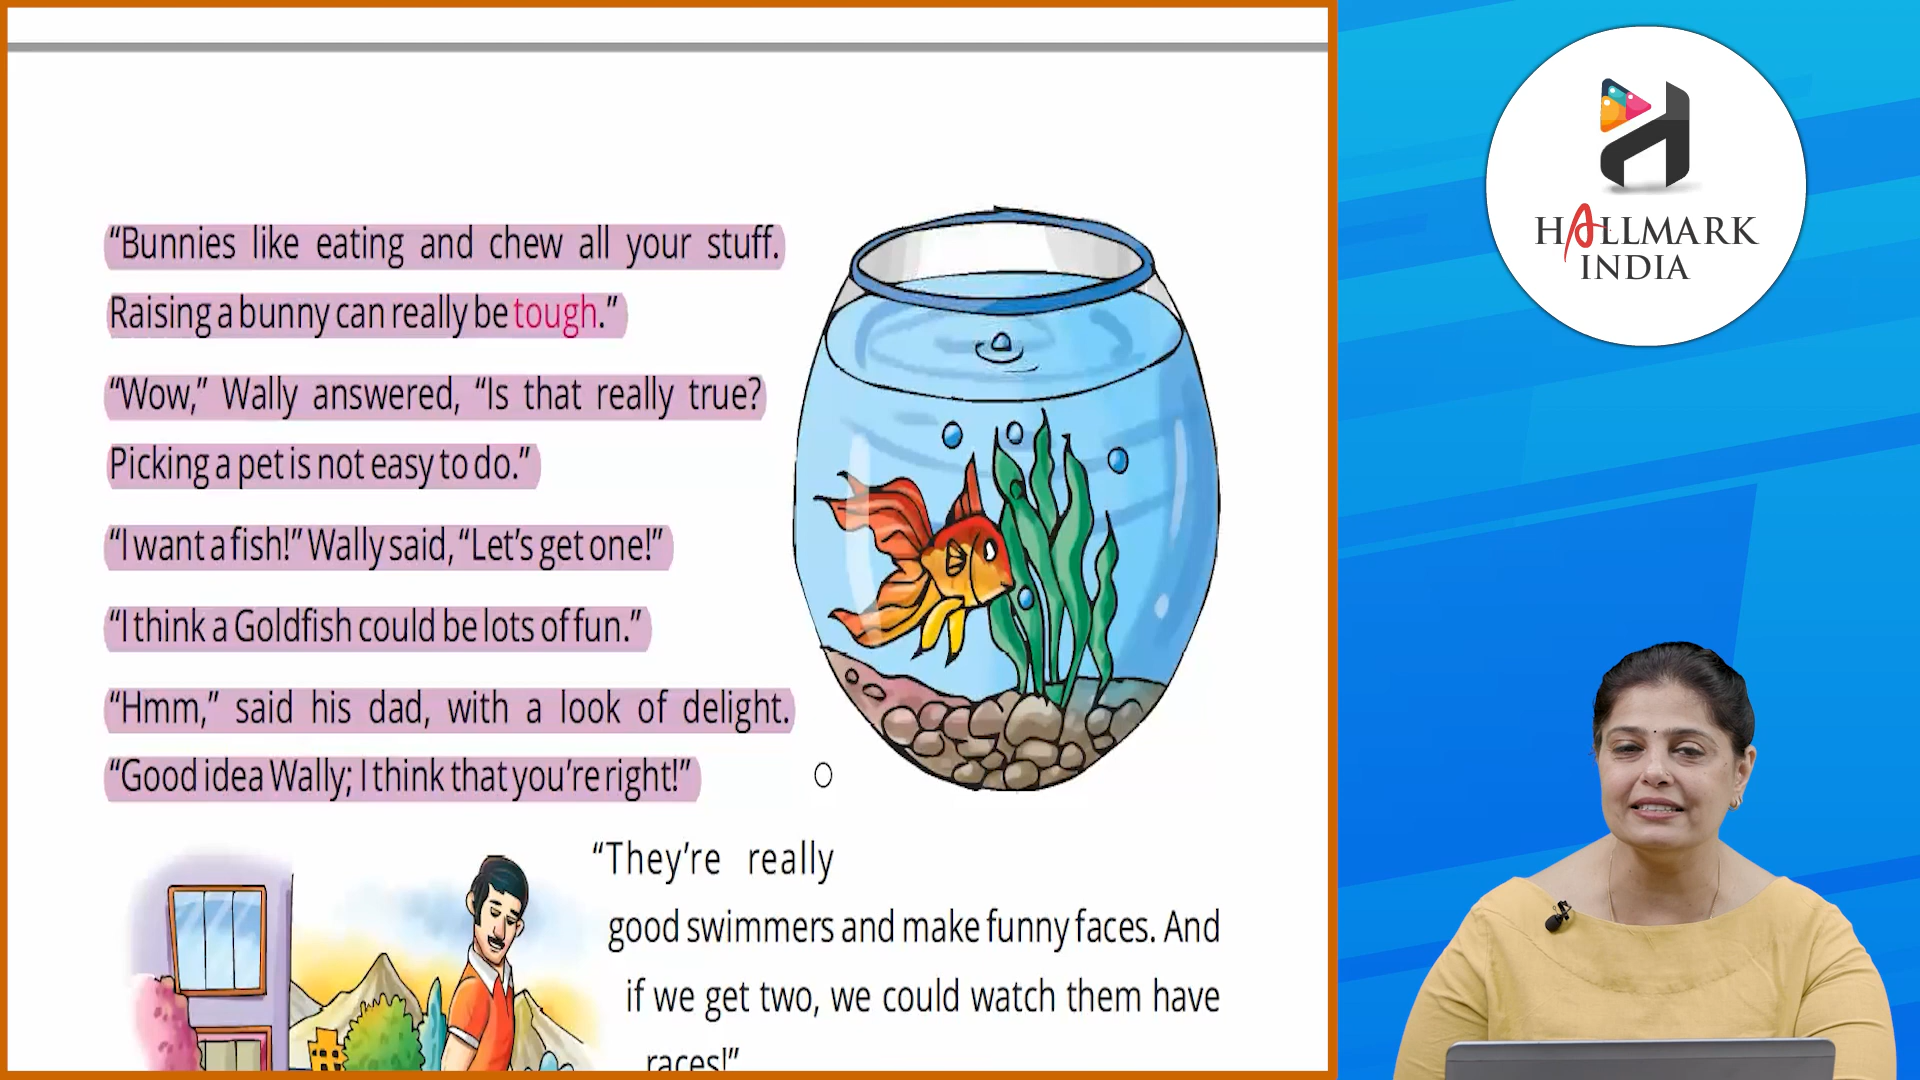 “Bunnies like eating and chew all your stuff.
Raising a bunny can really be tough.”
“Wow,” Wally answered, “Is that really true?
Picking a pet is not easy to do.”
“I want a fish!” Wally said, “Let’s get one!”
“I think a Goldfish could be lots of fun.”
“Hmm,” said his dad, with a look of delight.
“Good idea Wally; I think that you’re right!”
“They’re really
good swimmers and make funny faces. And
if we get two, we could watch them have
races!”
HALLMARK
INDIA